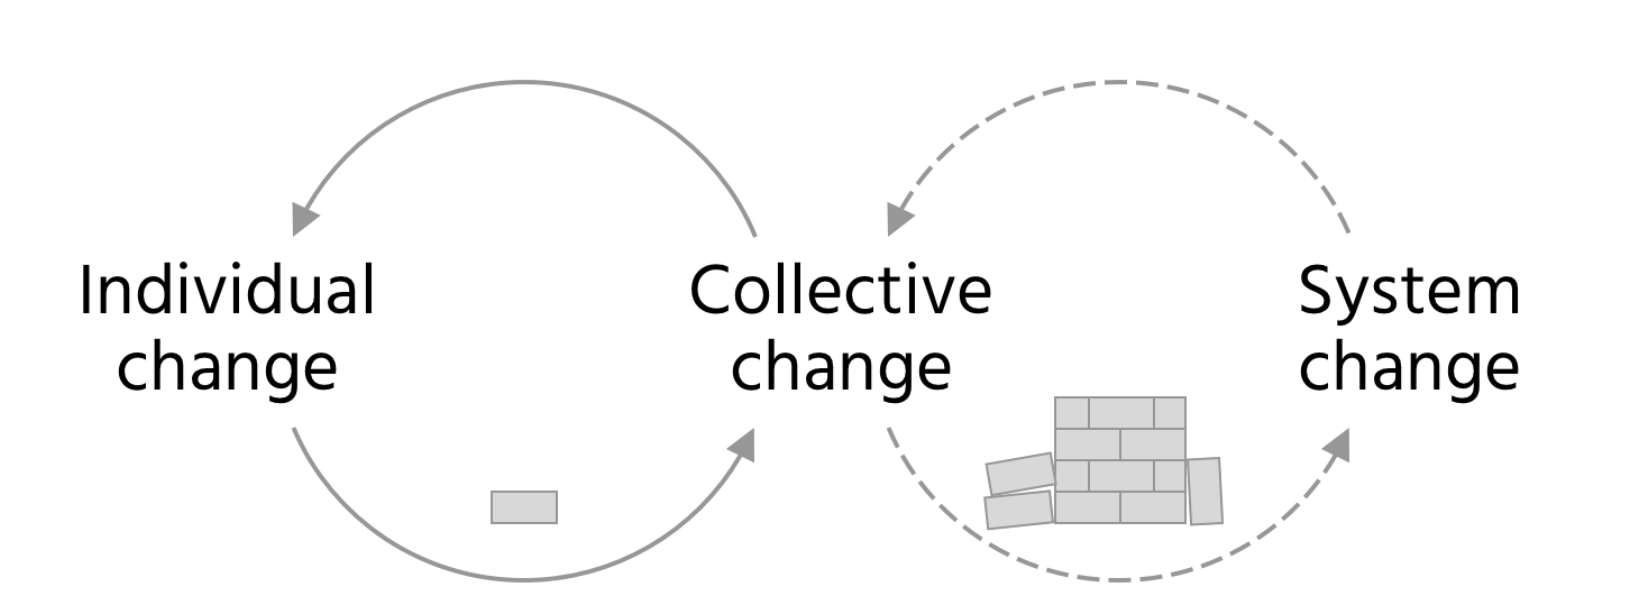 Individual
change
Collective
change
System
change